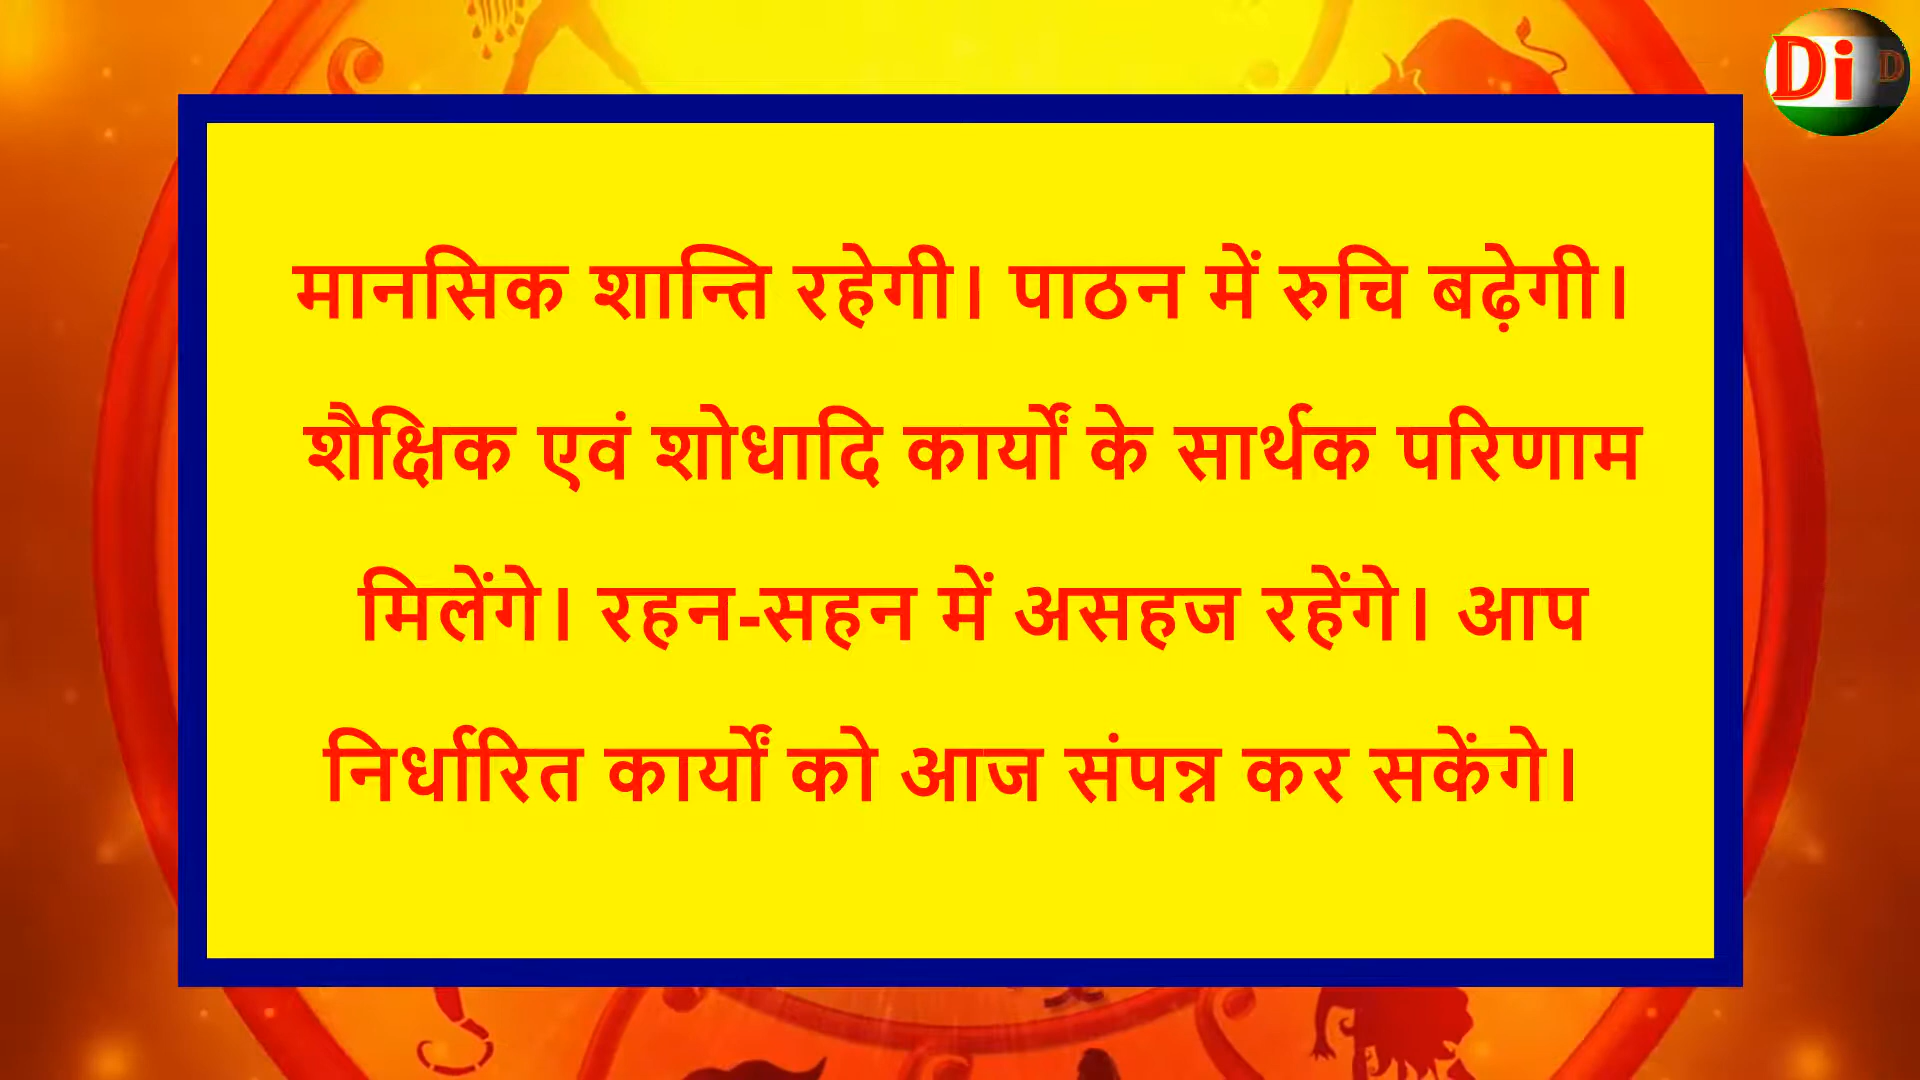 Di D
मानसिक शान्ति रहेगी। पाठन में रुचि बढ़ेगी।
शैक्षिक एवं शोधादि कार्यों के सार्थक परिणाम
मिलेंगे। रहन-सहन में असहज रहेंगे। आप
निर्धारित कार्यों को आज संपन्न कर सकेंगे।